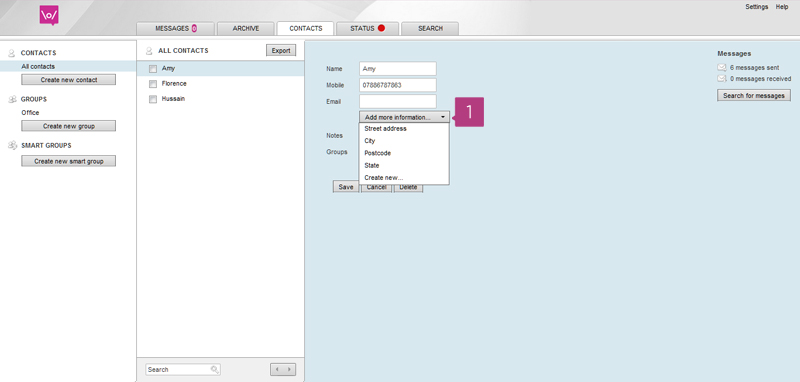 Settings Help
\o/
MESSAGES 0 ARCHIVE CONTACTS STATUS SEARCH
CONTACTS
All contacts
Create new contact
GROUPS
Office
Create new group
SMART GROUPS
Create new smart group
ALL CONTACTS Export
Amy
Florence
Hussain
Search
Name Amy
Mobile 07886787863
Email
Add more information... 1
Street address
City
Postcode
State
Create new...
Notes
Groups
Save Cancel Delete
Messages
6 messages sent
0 messages received
Search for messages